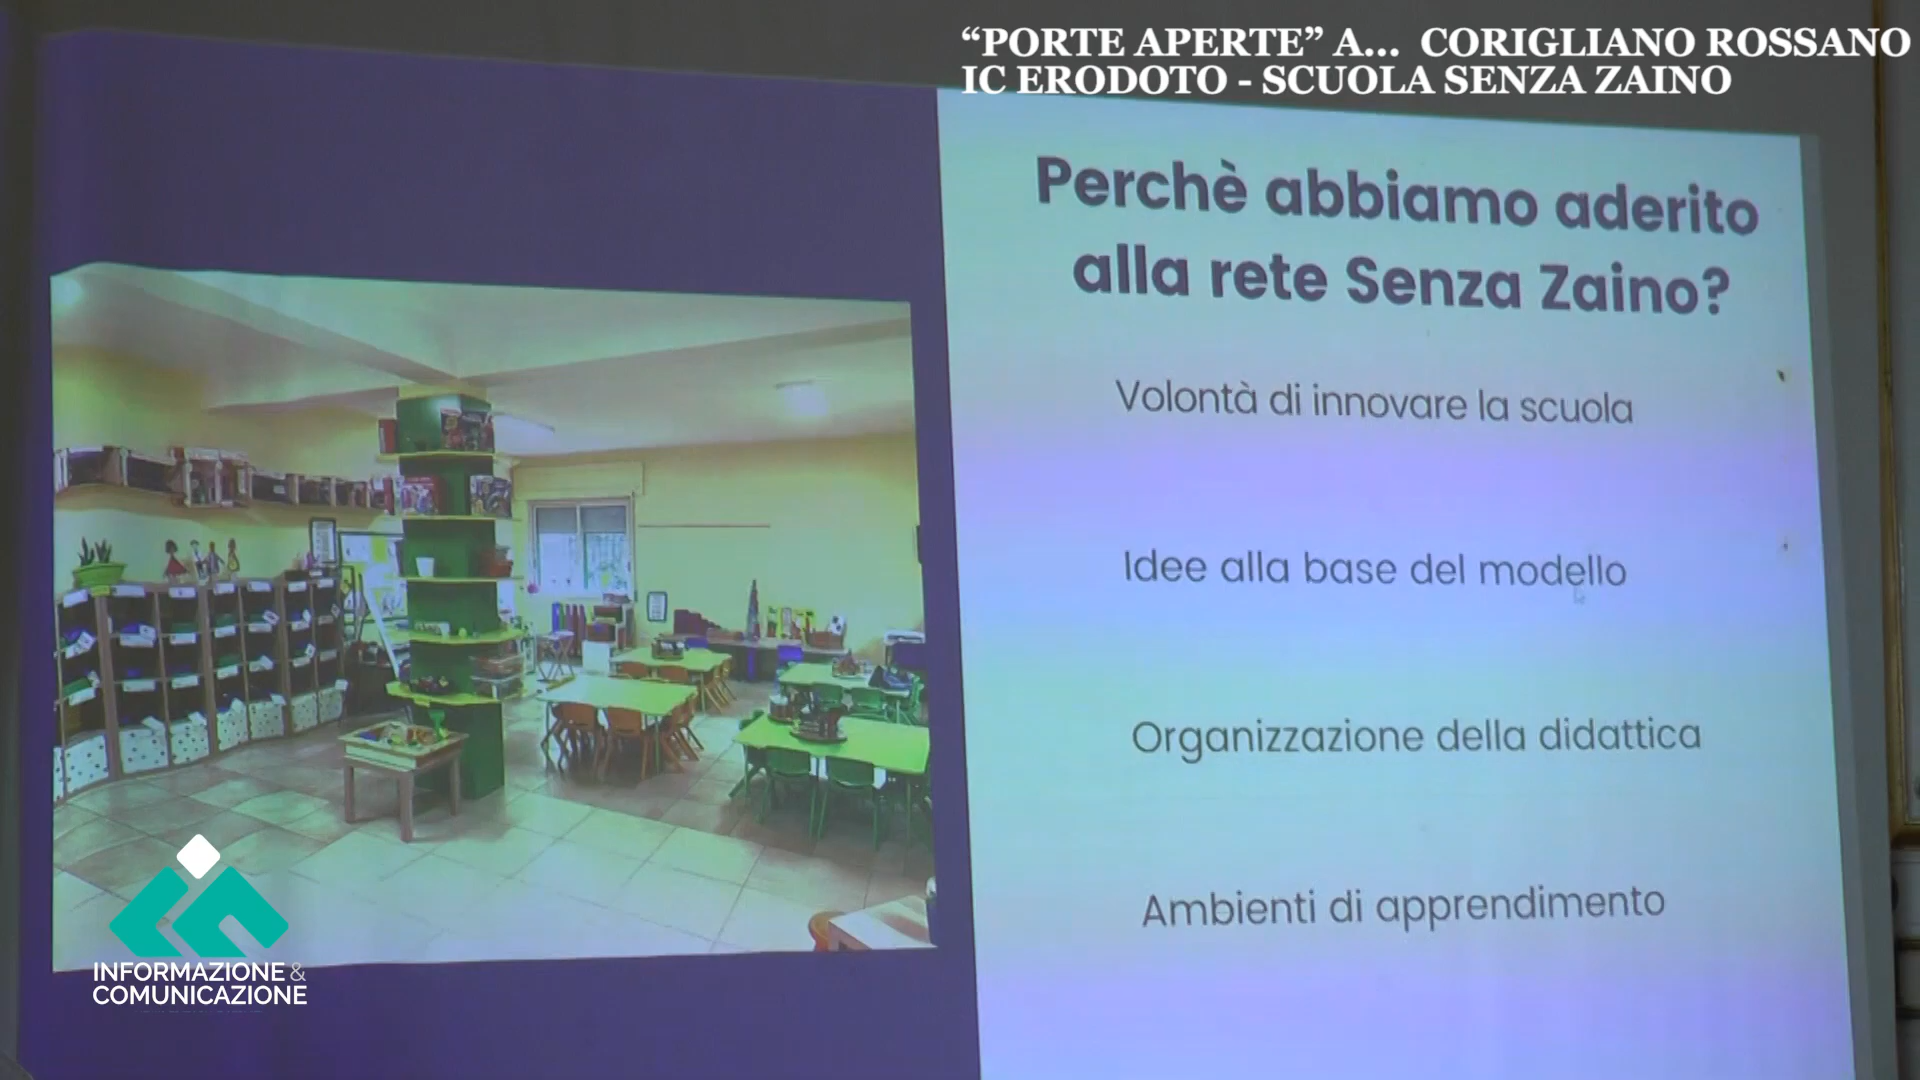 “PORTE APERTE” A... CORIGLIANO ROSSANO
IC ERODOTO - SCUOLA SENZA ZAINO
Perchè abbiamo aderito
alla rete Senza Zaino?
Volontà di innovare la scuola
Idee alla base del modello
Organizzazione della didattica
Ambienti di apprendimento
INFORMAZIONE &
COMUNICAZIONE